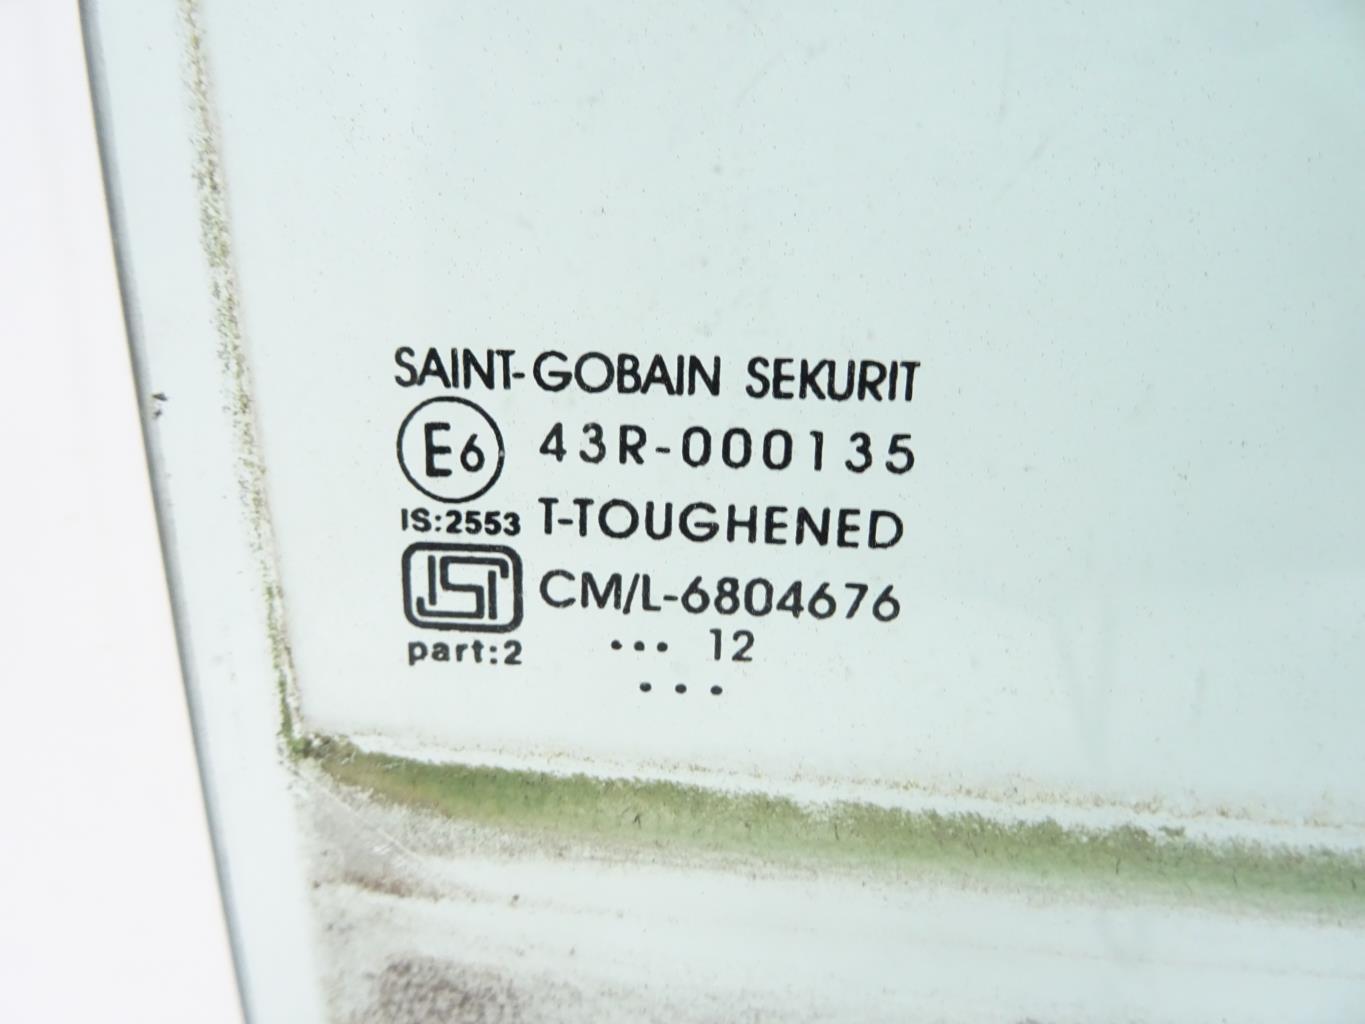 SAINT-GOBAIN SEKURIT
E6 43R-000135
IS:2553 T-TOUGHENED
ISI CM/L-6804676
part:2 ... 12
...